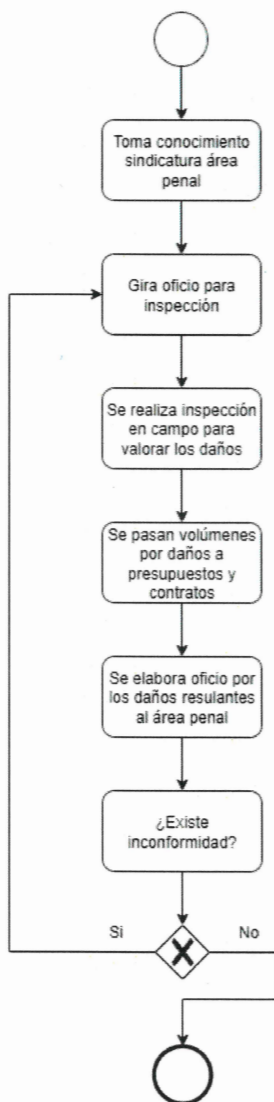 Toma conocimiento
sindicatura área
penal
Gira oficio para
inspección
Se realiza inspección
en campo para
valorar los daños
Se pasan volúmenes
por daños a
presupuestos y
contratos
Se elabora oficio por
los daños resulantes
al área penal
¿Existe
inconformidad?
Si
No